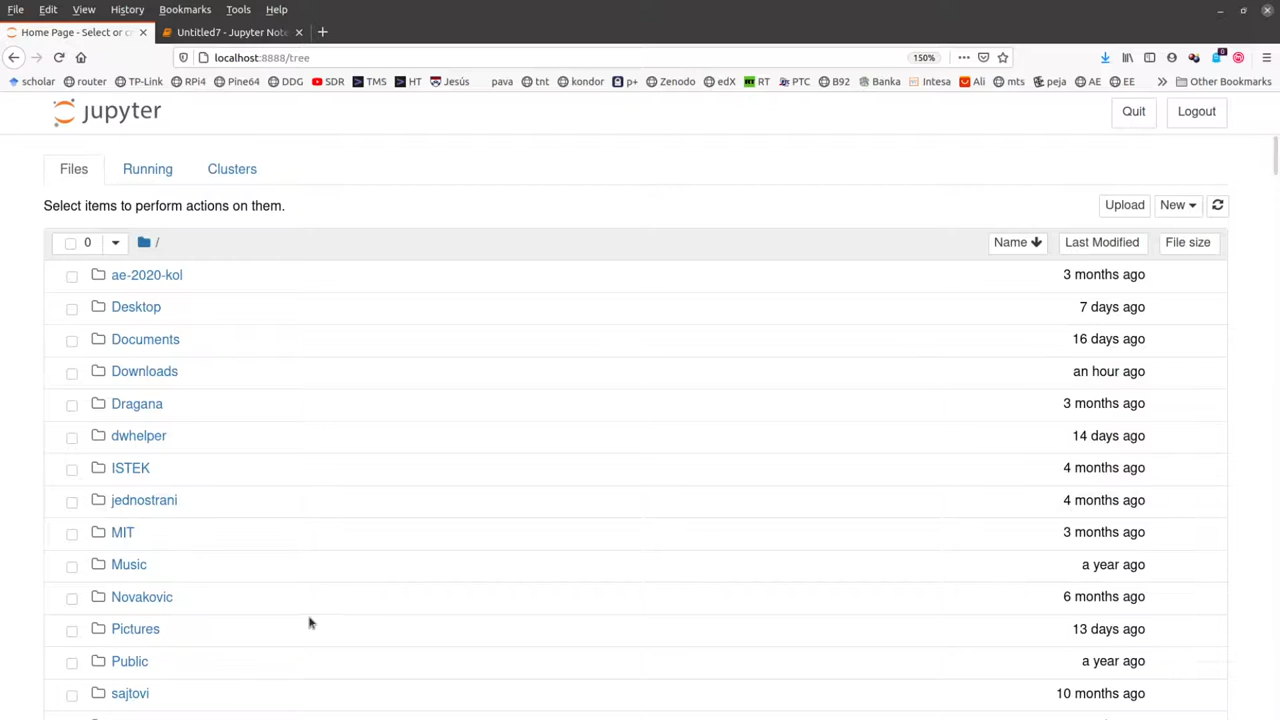 File Edit View History Bookmarks Tools Help
Home Page - Select or c Untitled7 - Jupyter Note
localhost:8888/tree 150%
scholar router TP-Link RPi4 Pine64 DDG SDR TMS HT Jesús pava tnt kondor p+ Zenodo edX RT PTC B92 Banka Intesa Ali mts peja AE EE Other Bookmarks
jupyter Quit Logout
Files Running Clusters
Select items to perform actions on them. Upload New
0 / Name Last Modified File size
ae-2020-kol 3 months ago
Desktop 7 days ago
Documents 16 days ago
Downloads an hour ago
Dragana 3 months ago
dwhelper 14 days ago
ISTEK 4 months ago
jednostrani 4 months ago
MIT 3 months ago
Music a year ago
Novakovic 6 months ago
Pictures 13 days ago
Public a year ago
sajtovi 10 months ago